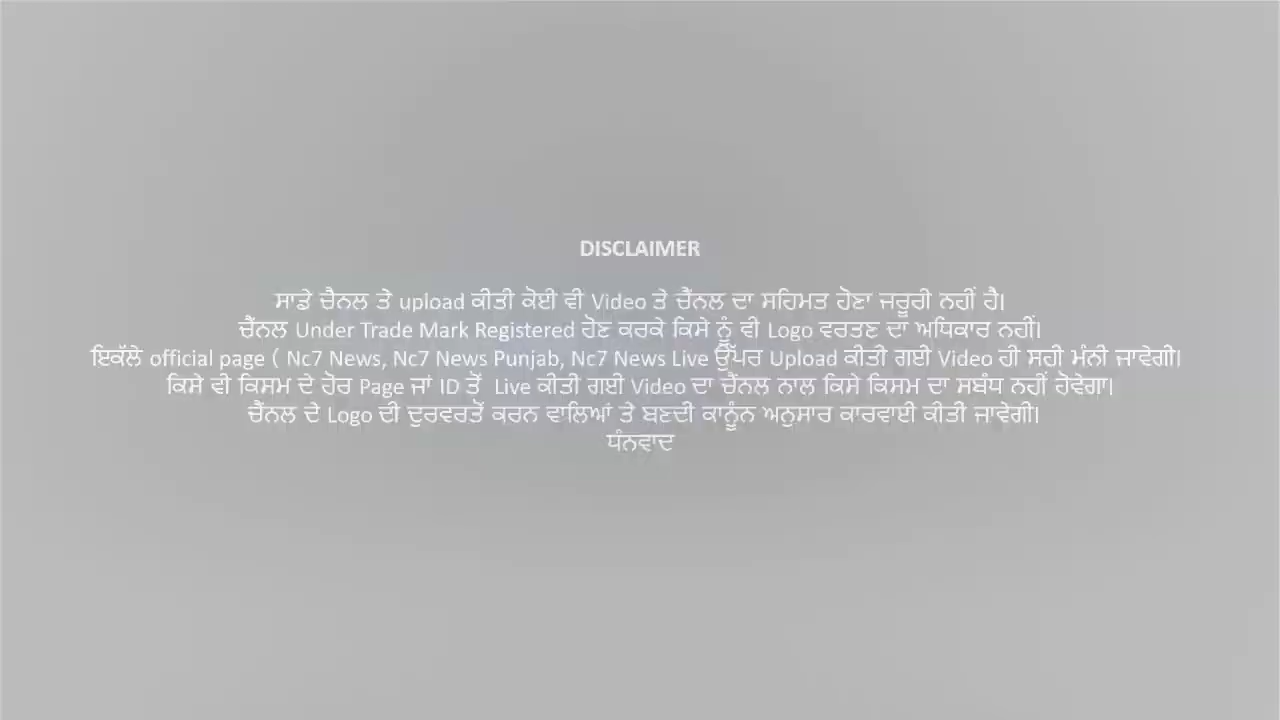 DISCLAIMER
ਸਾਡੇ ਚੈਨਲ ਤੇ upload ਕੀਤੀ ਕੋਈ ਵੀ Video ਤੇ ਚੈਂਨਲ ਦਾ ਸਹਿਮਤ ਹੋਣਾ ਜਰੂਰੀ ਨਹੀਂ ਹੈ।
ਚੈਂਨਲ Under Trade Mark Registered ਹੋਣ ਕਰਕੇ ਕਿਸੇ ਨੂੰ ਵੀ Logo ਵਰਤਣ ਦਾ ਅਧਿਕਾਰ ਨਹੀਂ।
ਇਕੱਲੇ official page ( Nc7 News, Nc7 News Punjab, Nc7 News Live ਉੱਪਰ Upload ਕੀਤੀ ਗਈ Video ਹੀ ਸਹੀ ਮੰਨੀ ਜਾਵੇਗੀ।
ਕਿਸੇ ਵੀ ਕਿਸਮ ਦੇ ਹੋਰ Page ਜਾਂ ID ਤੋਂ Live ਕੀਤੀ ਗਈ Video ਦਾ ਚੈਂਨਲ ਨਾਲ ਕਿਸੇ ਕਿਸਮ ਦਾ ਸਬੰਧ ਨਹੀਂ ਹੋਵੇਗਾ।
ਚੈਂਨਲ ਦੇ Logo ਦੀ ਦੁਰਵਰਤੋਂ ਕਰਨ ਵਾਲਿਆਂ ਤੇ ਬਣਦੀ ਕਾਨੂੰਨ ਅਨੁਸਾਰ ਕਾਰਵਾਈ ਕੀਤੀ ਜਾਵੇਗੀ।
ਧੰਨਵਾਦ